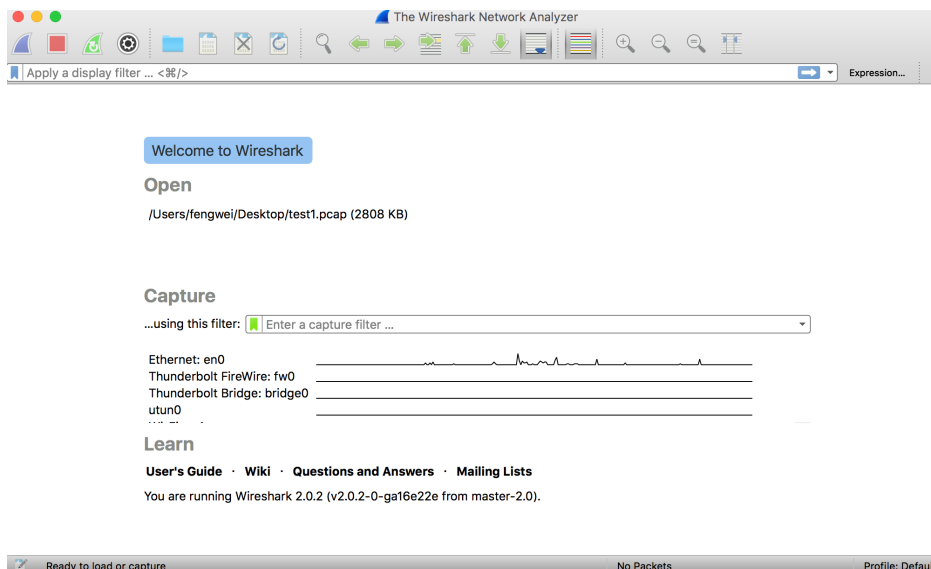 The Wireshark Network Analyzer
Apply a display filter ... <⌘/>
Expression...
Welcome to Wireshark
Open
/Users/fengwei/Desktop/test1.pcap (2808 KB)
Capture
...using this filter:
Enter a capture filter ...
Ethernet: en0
Thunderbolt FireWire: fw0
Thunderbolt Bridge: bridge0
utun0
Learn
User's Guide · Wiki · Questions and Answers · Mailing Lists
You are running Wireshark 2.0.2 (v2.0.2-0-ga16e22e from master-2.0).
Ready to load or capture
No Packets
Profile: Defau